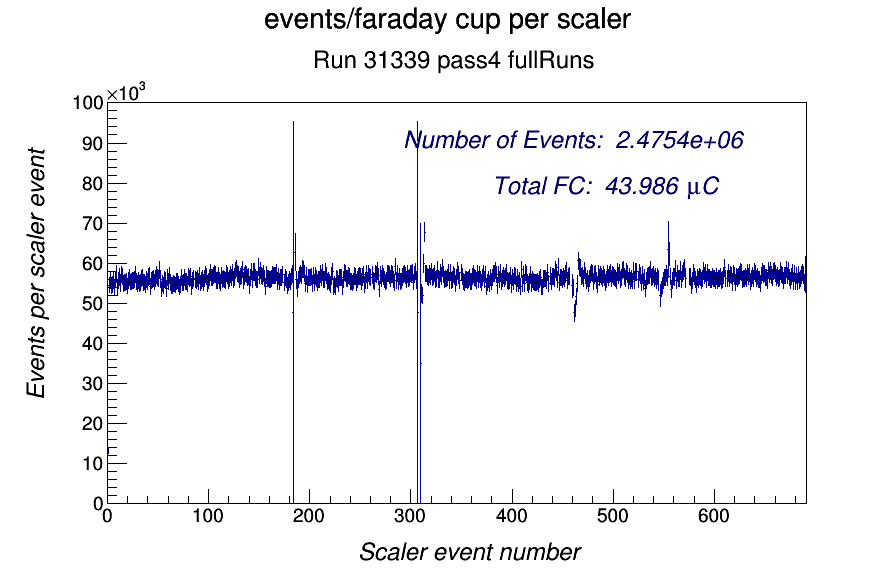 events/faraday cup per scaler
Run 31339 pass4 fullRuns
×10³
100
90
80
70
60
50
40
30
20
10
0
Number of Events: 2.4754e+06
Total FC: 43.986 μC
Events per scaler event
0 100 200 300 400 500 600
Scaler event number